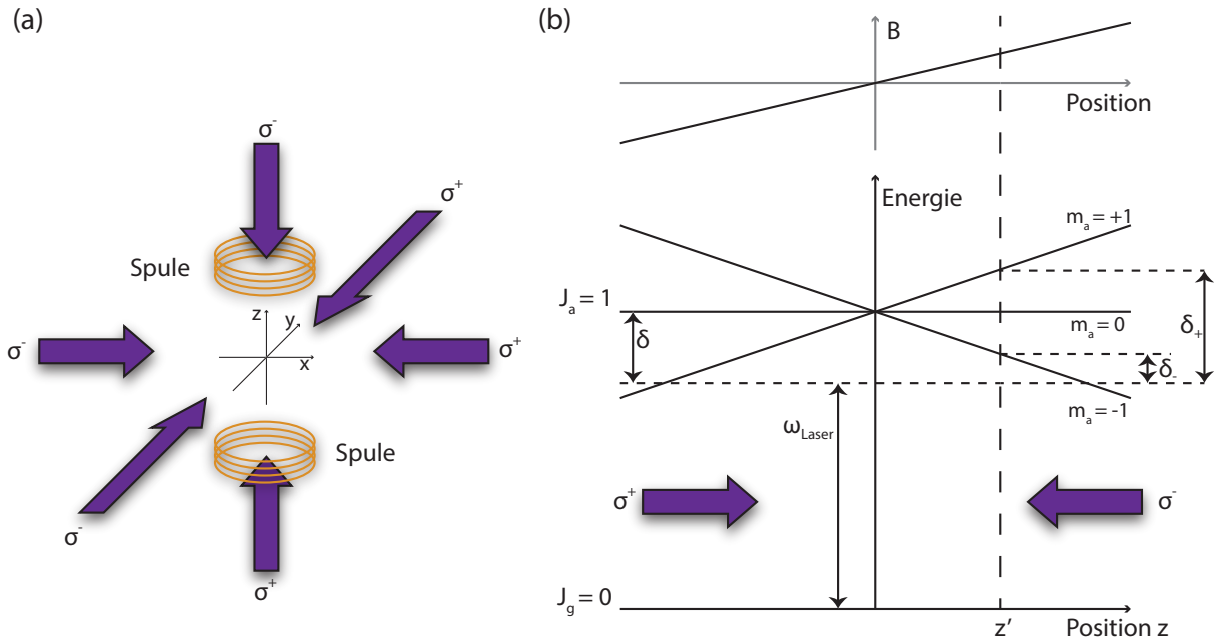 (a)
σ⁻
σ⁺
Spule
z
y
x
σ⁻
σ⁺
Spule
σ⁻
σ⁺
(b)
B
Position
Energie
mₐ = +1
Jₐ = 1
mₐ = 0
δ
δ₊
δ₋
mₐ = -1
ω_Laser
σ⁺
σ⁻
J_g = 0
z'
Position z